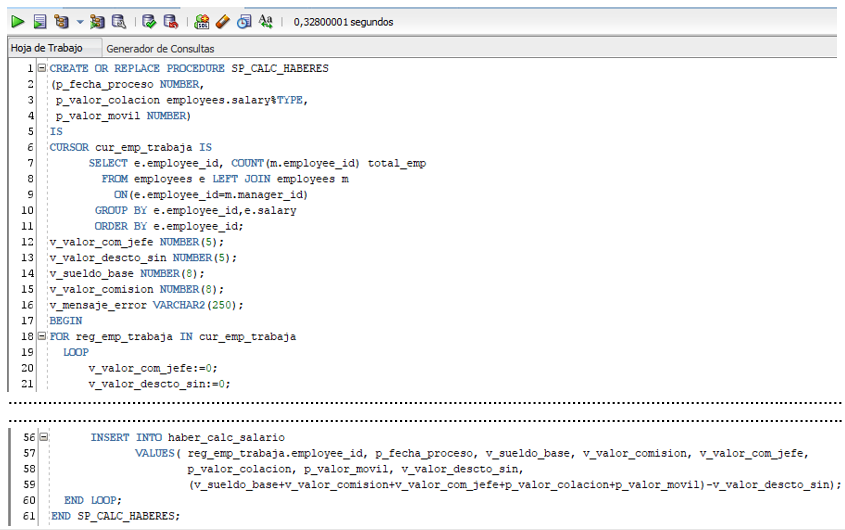 0,32800001 segundos
Hoja de Trabajo Generador de Consultas
1 CREATE OR REPLACE PROCEDURE SP_CALC_HABERES
2 (p_fecha_proceso NUMBER,
3 p_valor_colacion employees.salary%TYPE,
4 p_valor_movil NUMBER)
5 IS
6 CURSOR cur_emp_trabaja IS
7 SELECT e.employee_id, COUNT(m.employee_id) total_emp
8 FROM employees e LEFT JOIN employees m
9 ON(e.employee_id=m.manager_id)
10 GROUP BY e.employee_id,e.salary
11 ORDER BY e.employee_id;
12 v_valor_com_jefe NUMBER(5);
13 v_valor_descto_sin NUMBER(5);
14 v_sueldo_base NUMBER(8);
15 v_valor_comision NUMBER(8);
16 v_mensaje_error VARCHAR2(250);
17 BEGIN
18 FOR reg_emp_trabaja IN cur_emp_trabaja
19 LOOP
20 v_valor_com_jefe:=0;
21 v_valor_descto_sin:=0;
56 INSERT INTO haber_calc_salario
57 VALUES( reg_emp_trabaja.employee_id, p_fecha_proceso, v_sueldo_base, v_valor_comision, v_valor_com_jefe,
58 p_valor_colacion, p_valor_movil, v_valor_descto_sin,
59 (v_sueldo_base+v_valor_comision+v_valor_com_jefe+p_valor_colacion+p_valor_movil)-v_valor_descto_sin);
60 END LOOP;
61 END SP_CALC_HABERES;